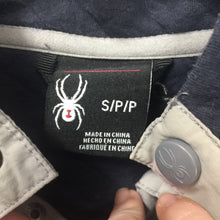 S/P/P
MADE IN CHINA
HECHO EN CHINA
FABRIQUÉ EN CHINE